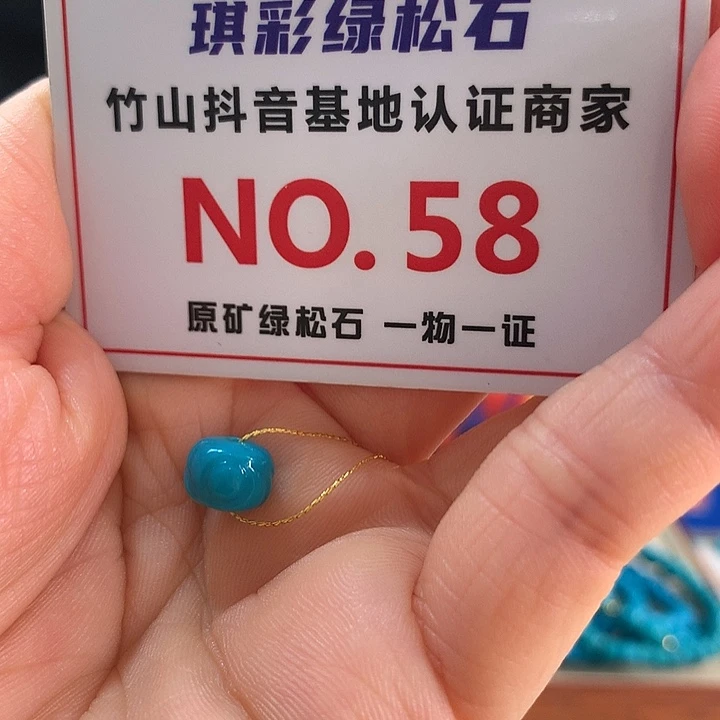 琪彩绿松石
竹山抖音基地认证商家
NO. 58
原矿绿松石 一物一证